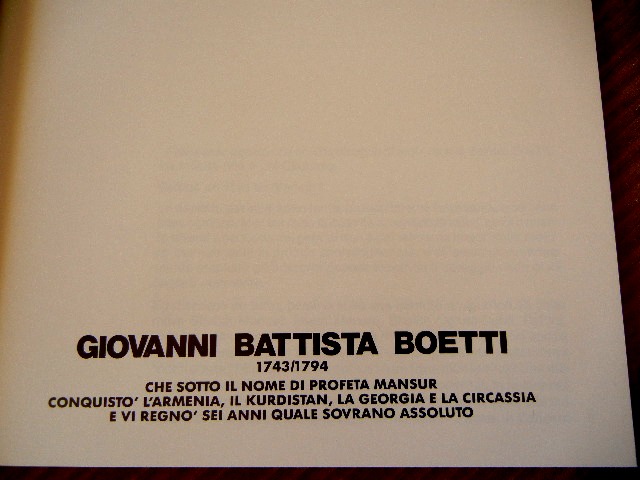 GIOVANNI BATTISTA BOETTI
1743/1794
CHE SOTTO IL NOME DI PROFETA MANSUR
CONQUISTO' L'ARMENIA, IL KURDISTAN, LA GEORGIA E LA CIRCASSIA
E VI REGNO' SEI ANNI QUALE SOVRANO ASSOLUTO